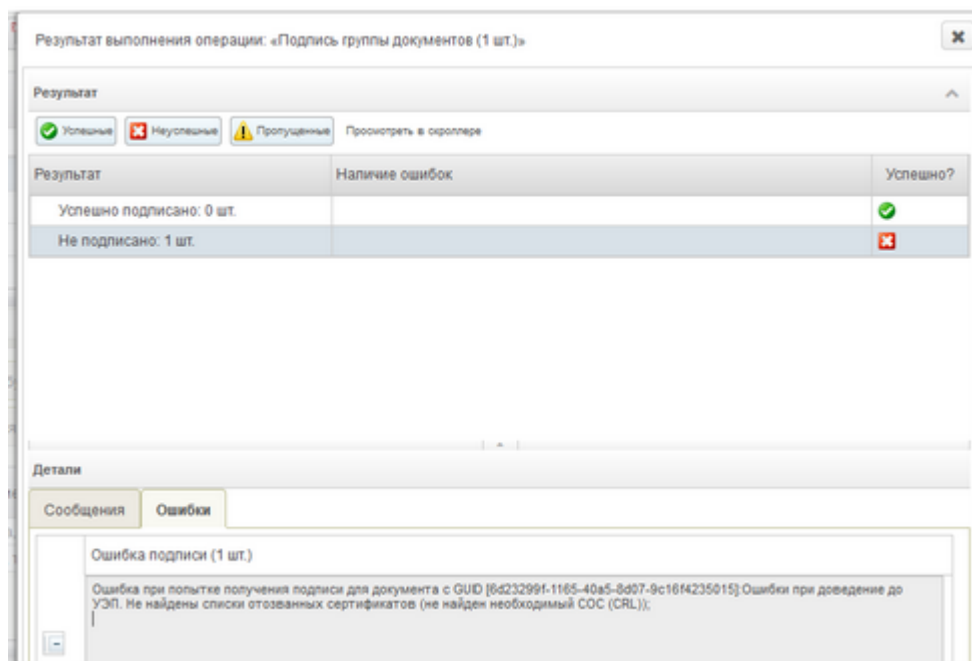 Результат выполнения операции: «Подпись группы документов (1 шт.)»
Результат
Успешные Неуспешные Пропущенные Просмотреть в скроллере
Результат Наличие ошибок Успешно?
Успешно подписано: 0 шт.
Не подписано: 1 шт.
Детали
Сообщения Ошибки
Ошибка подписи (1 шт.)
Ошибка при попытке получения подписи для документа с GUID [6d23299f-1165-40a5-8d07-9c16f4235015]:Ошибки при доведение до
УЭП. Не найдены списки отозванных сертификатов (не найден необходимый СОС (CRL));